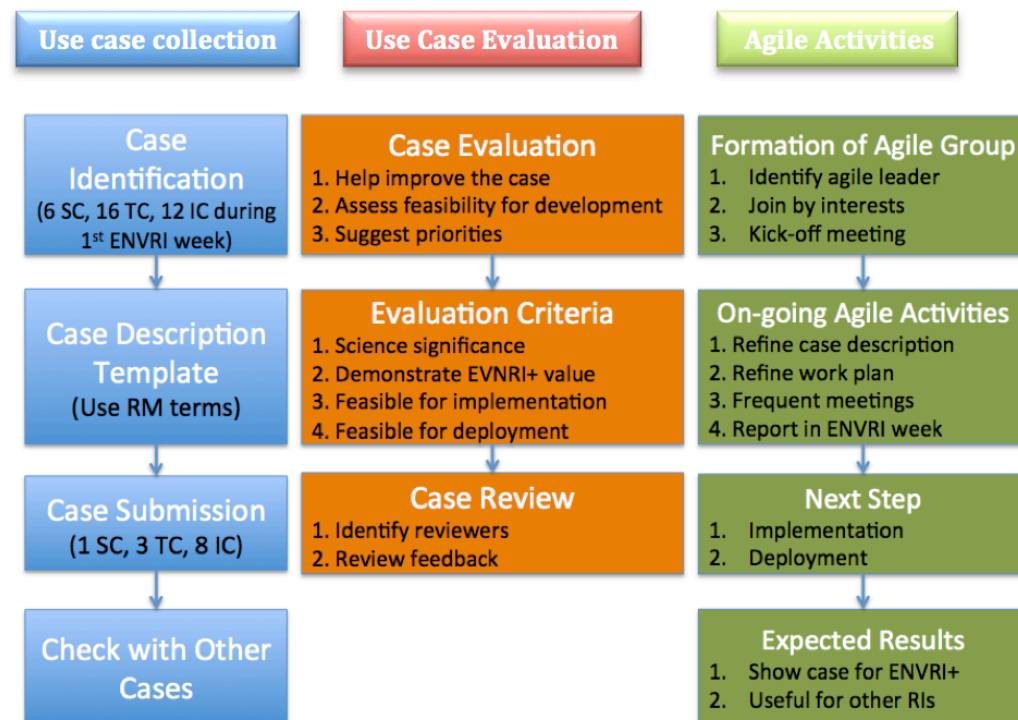 Use case collection
Use Case Evaluation
Agile Activities
Case
Identification
(6 SC, 16 TC, 12 IC during
1st ENVRI week)
Case Description
Template
(Use RM terms)
Case Submission
(1 SC, 3 TC, 8 IC)
Check with Other
Cases
Case Evaluation
1. Help improve the case
2. Assess feasibility for development
3. Suggest priorities
Evaluation Criteria
1. Science significance
2. Demonstrate EVNRI+ value
3. Feasible for implementation
4. Feasible for deployment
Case Review
1. Identify reviewers
2. Review feedback
Formation of Agile Group
1. Identify agile leader
2. Join by interests
3. Kick-off meeting
On-going Agile Activities
1. Refine case description
2. Refine work plan
3. Frequent meetings
4. Report in ENVRI week
Next Step
1. Implementation
2. Deployment
Expected Results
1. Show case for ENVRI+
2. Useful for other RIs